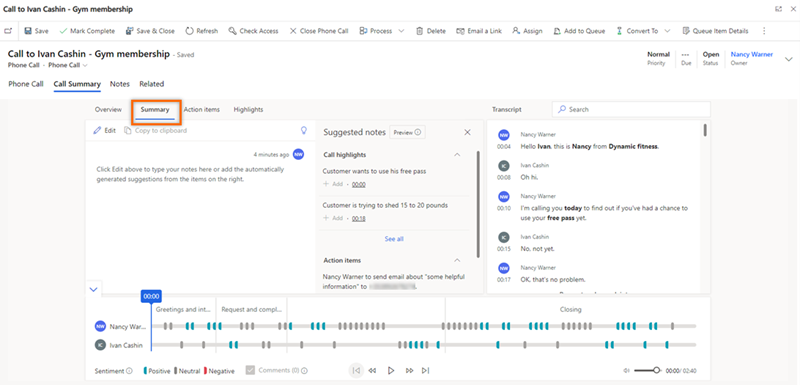 Call to Ivan Cashin - Gym membership
Save Mark Complete Save & Close Refresh Check Access Close Phone Call Process Delete Email a Link Assign Add to Queue Convert To Queue Item Details
Call to Ivan Cashin - Gym membership - Saved
Phone Call · Phone Call
Normal --- Open Nancy Warner
Priority Due Status Owner
Phone Call Call Summary Notes Related
Overview Summary Action items Highlights
Transcript Search
Edit Copy to clipboard
4 minutes ago NW
Click Edit above to type your notes here or add the automatically
generated suggestions from the items on the right.
Suggested notes Preview
Call highlights
Customer wants to use his free pass
+ Add • 00:00
Customer is trying to shed 15 to 20 pounds
+ Add • 00:18
See all
Action items
Nancy Warner to send email about "some helpful
information" to
NW Nancy Warner
00:04 Hello Ivan, this is Nancy from Dynamic fitness.
IC Ivan Cashin
00:08 Oh hi.
NW Nancy Warner
00:10 I'm calling you today to find out if you've had a chance to
use your free pass yet.
IC Ivan Cashin
00:15 No, not yet.
NW Nancy Warner
00:17 OK, that's no problem.
00:00
Greetings and int... Request and compl... Closing
NW Nancy War...
IC Ivan Cashin
Sentiment Positive Neutral Negative Comments (0)
00:00 / 02:40